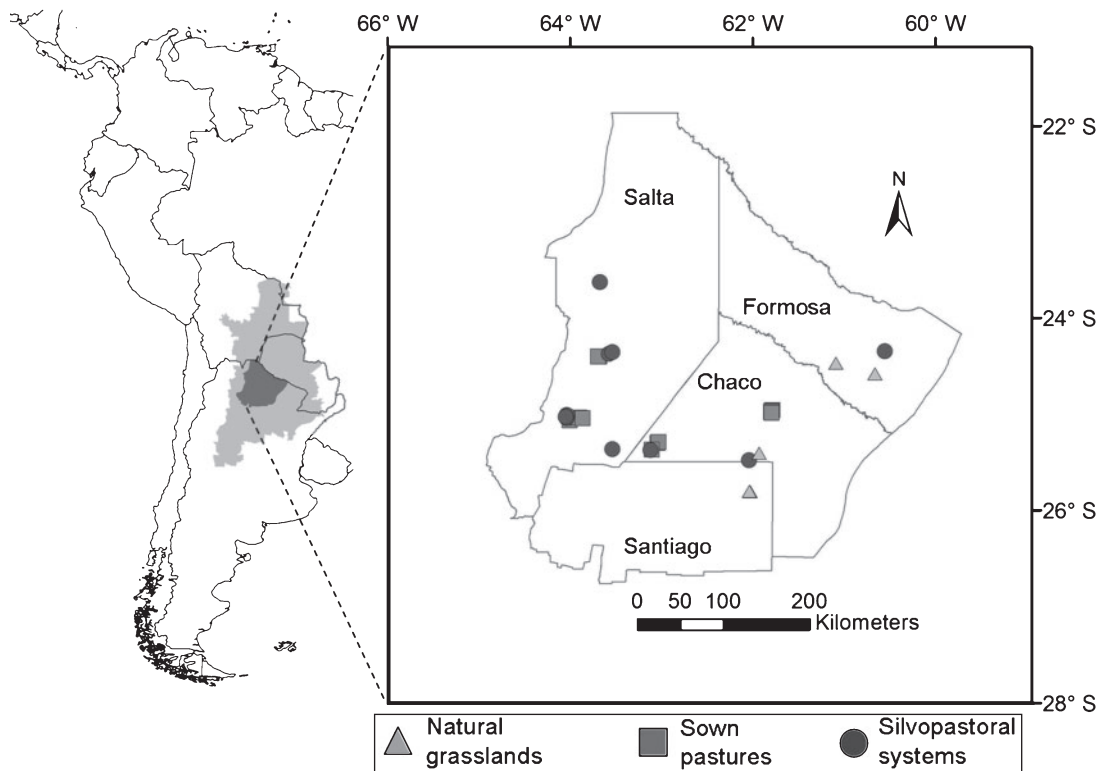 66° W 64° W 62° W 60° W
22° S
N
Salta
Formosa
24° S
Chaco
26° S
Santiago
0 50 100 200
Kilometers
28° S
Natural
grasslands
Sown
pastures
Silvopastoral
systems